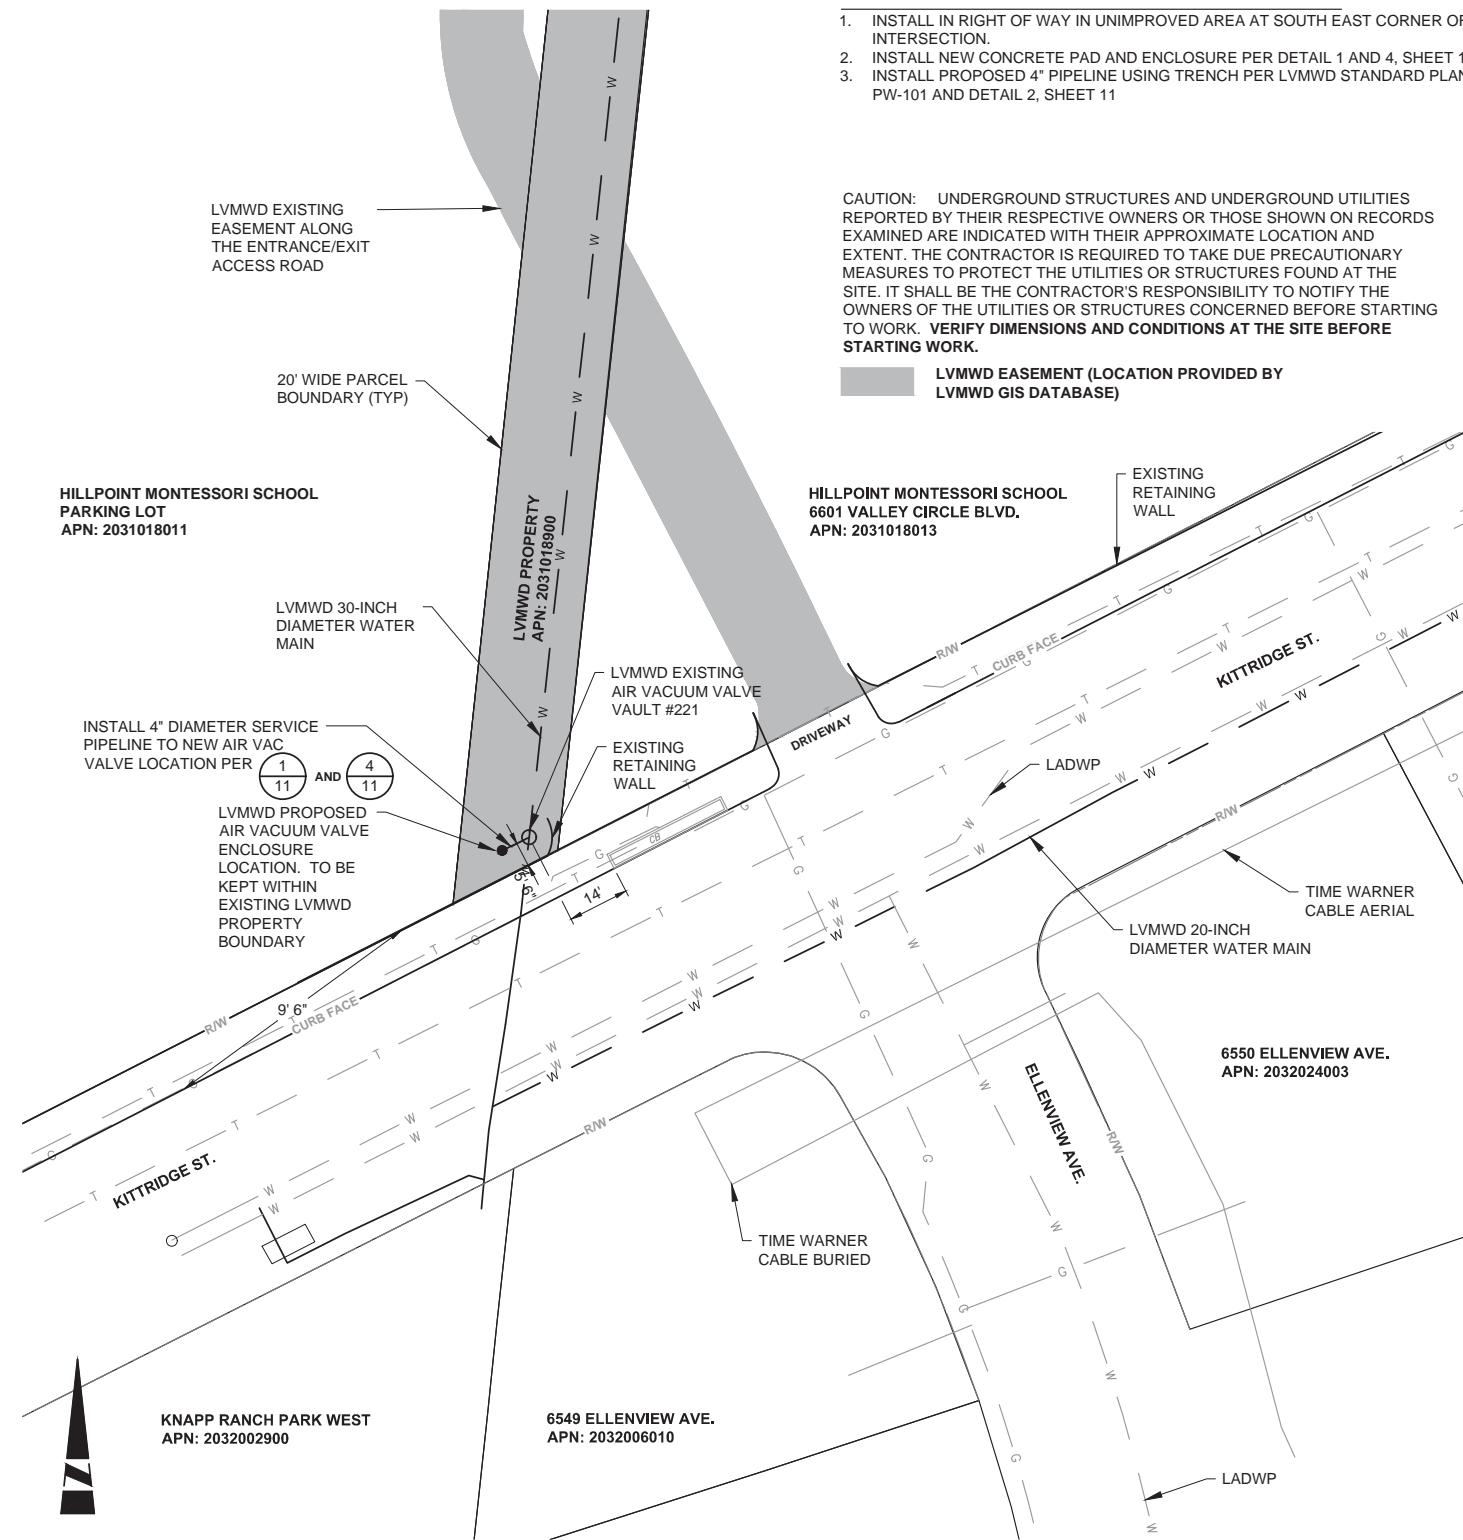 1. INSTALL IN RIGHT OF WAY IN UNIMPROVED AREA AT SOUTH EAST CORNER OF
INTERSECTION.
2. INSTALL NEW CONCRETE PAD AND ENCLOSURE PER DETAIL 1 AND 4, SHEET 1
3. INSTALL PROPOSED 4" PIPELINE USING TRENCH PER LVMWD STANDARD PLAN
PW-101 AND DETAIL 2, SHEET 11
CAUTION: UNDERGROUND STRUCTURES AND UNDERGROUND UTILITIES
REPORTED BY THEIR RESPECTIVE OWNERS OR THOSE SHOWN ON RECORDS
EXAMINED ARE INDICATED WITH THEIR APPROXIMATE LOCATION AND
EXTENT. THE CONTRACTOR IS REQUIRED TO TAKE DUE PRECAUTIONARY
MEASURES TO PROTECT THE UTILITIES OR STRUCTURES FOUND AT THE
SITE. IT SHALL BE THE CONTRACTOR'S RESPONSIBILITY TO NOTIFY THE
OWNERS OF THE UTILITIES OR STRUCTURES CONCERNED BEFORE STARTING
TO WORK. VERIFY DIMENSIONS AND CONDITIONS AT THE SITE BEFORE
STARTING WORK.
LVMWD EASEMENT (LOCATION PROVIDED BY
LVMWD GIS DATABASE)
LVMWD EXISTING
EASEMENT ALONG
THE ENTRANCE/EXIT
ACCESS ROAD
20' WIDE PARCEL
BOUNDARY (TYP)
HILLPOINT MONTESSORI SCHOOL
PARKING LOT
APN: 2031018011
HILLPOINT MONTESSORI SCHOOL
6601 VALLEY CIRCLE BLVD.
APN: 2031018013
EXISTING
RETAINING
WALL
LVMWD PROPERTY
APN: 2031018900
LVMWD 30-INCH
DIAMETER WATER
MAIN
LVMWD EXISTING
AIR VACUUM VALVE
VAULT #221
EXISTING
RETAINING
WALL
INSTALL 4" DIAMETER SERVICE
PIPELINE TO NEW AIR VAC
VALVE LOCATION PER
1
11
AND
4
11
LVMWD PROPOSED
AIR VACUUM VALVE
ENCLOSURE
LOCATION. TO BE
KEPT WITHIN
EXISTING LVMWD
PROPERTY
BOUNDARY
DRIVEWAY
R/W
CURB FACE
KITTRIDGE ST.
LADWP
CB
14'
R/W
TIME WARNER
CABLE AERIAL
LVMWD 20-INCH
DIAMETER WATER MAIN
9' 6"
R/W
CURB FACE
KITTRIDGE ST.
R/W
ELLENVIEW AVE.
R/W
6550 ELLENVIEW AVE.
APN: 2032024003
TIME WARNER
CABLE BURIED
KNAPP RANCH PARK WEST
APN: 2032002900
6549 ELLENVIEW AVE.
APN: 2032006010
LADWP